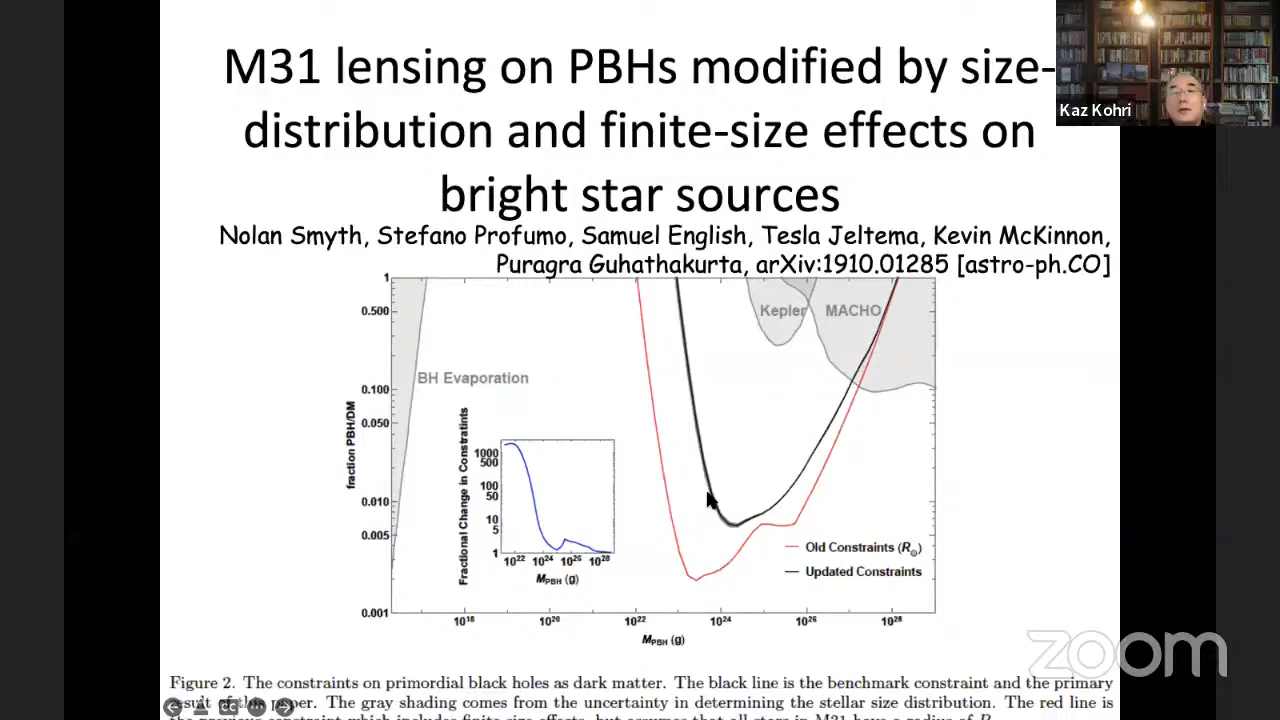 M31 lensing on PBHs modified by size-
Kaz Kohri
distribution and finite-size effects on
bright star sources
Nolan Smyth, Stefano Profumo, Samuel English, Tesla Jeltema, Kevin McKinnon,
Puragra Guhathakurta, arXiv:1910.01285 [astro-ph.CO]
1
0.500
0.100
0.050
0.010
0.005
0.001
fraction PBH/DM
Kepler
MACHO
BH Evaporation
Fractional Change in Constraints
1000
500
100
50
10
5
1
10²² 10²⁴ 10²⁶ 10²⁸
M_PBH (g)
Old Constraints (R⊙)
Updated Constraints
10¹⁸ 10²⁰ 10²² 10²⁴ 10²⁶ 10²⁸
M_PBH (g)
zoom
Figure 2. The constraints on primordial black holes as dark matter. The black line is the benchmark constraint and the primary
result of this paper. The gray shading comes from the uncertainty in determining the stellar size distribution. The red line is